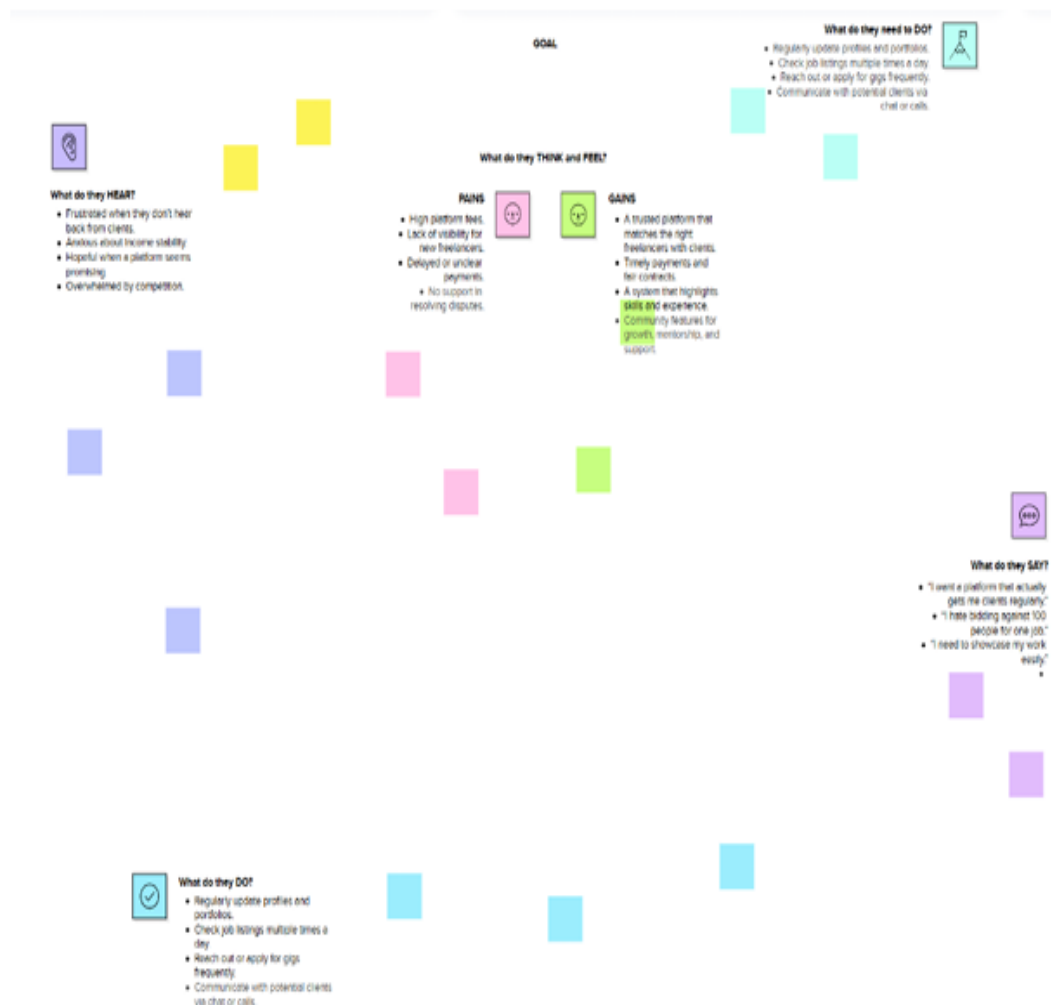 GOAL
What do they need to DO?
• Regularly update profiles and portfolios.
• Check job listings multiple times a day.
• Reach out or apply for gigs frequently.
• Communicate with potential clients via
chat or calls.
What do they HEAR?
• Frustrated when they don't hear
back from clients.
• Anxious about income stability.
• Hopeful when a platform seems
promising.
• Overwhelmed by competition.
What do they THINK and FEEL?
PAINS
• High platform fees.
• Lack of visibility for
new freelancers.
• Delayed or unclear
payments.
• No support in
resolving disputes.
GAINS
• A trusted platform that
matches the right
freelancers with clients.
• Timely payments and
fair contracts.
• A system that highlights
skills and experience.
• Community features for
growth, mentorship, and
support.
What do they SAY?
• "I want a platform that actually
gets me clients regularly."
• "I hate bidding against 100
people for one job."
• "I need to showcase my work
easily."
•
What do they DO?
• Regularly update profiles and
portfolios.
• Check job listings multiple times a
day
• Reach out or apply for gigs
frequently.
• Communicate with potential clients
via chat or calls.